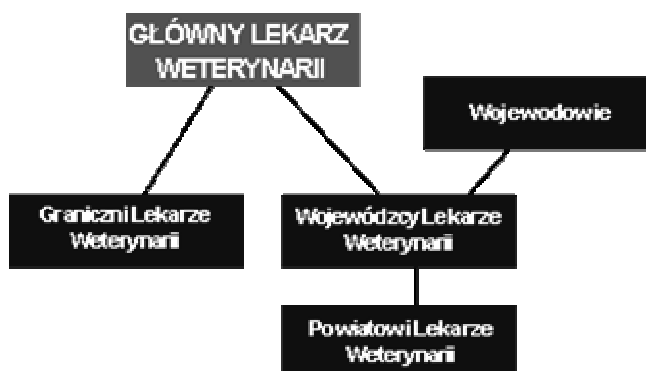 GŁÓWNY LEKARZ
WETERYNARII
Wojewodowie
Graniczni Lekarze
Weterynarii
Wojewódzcy Lekarze
Weterynarii
Powiatowi Lekarze
Weterynarii